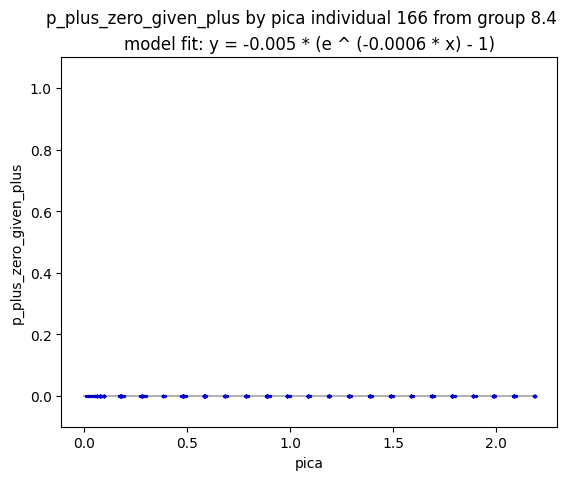 p_plus_zero_given_plus by pica individual 166 from group 8.4
model fit: y = -0.005 * (e ^ (-0.0006 * x) - 1)
1.0
0.8
0.6
0.4
0.2
0.0
p_plus_zero_given_plus
0.0 0.5 1.0 1.5 2.0
pica